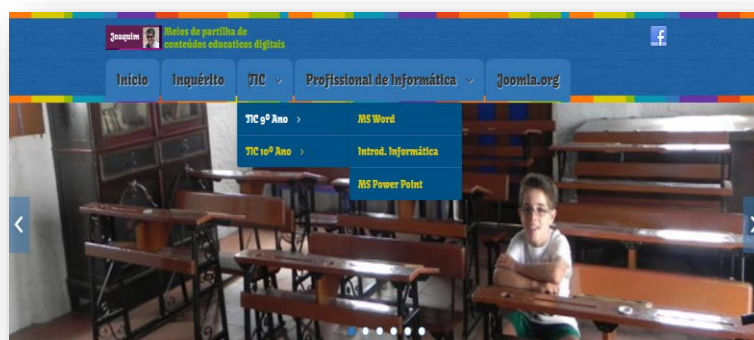 Joaquim
Meios de partilha de
conteúdos educaticos digitais
f
Início
Inquérito
TIC
Profissional de Informática
Joomla.org
TIC 9º Ano
MS Word
TIC 10º Ano
Introd. Informática
MS Power Point